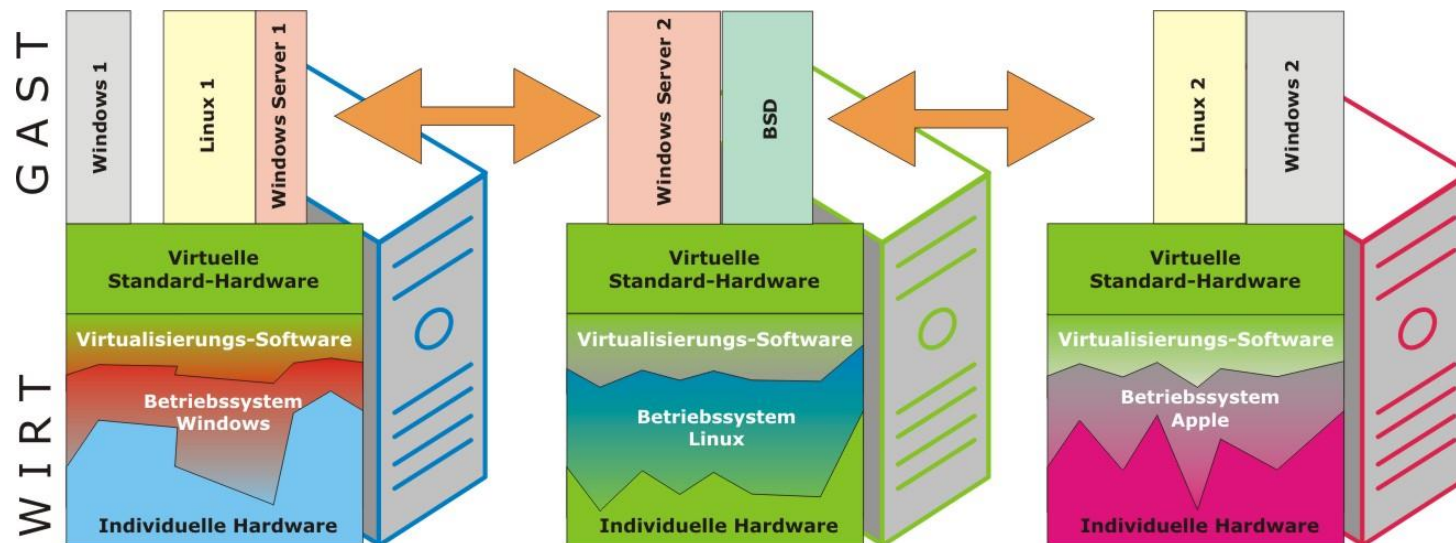 GAST
WIRT
Windows 1
Linux 1
Windows Server 1
Virtuelle
Standard-Hardware
Virtualisierungs-Software
Betriebssystem
Windows
Individuelle Hardware
Windows Server 2
BSD
Virtuelle
Standard-Hardware
Virtualisierungs-Software
Betriebssystem
Linux
Individuelle Hardware
Linux 2
Windows 2
Virtuelle
Standard-Hardware
Virtualisierungs-Software
Betriebssystem
Apple
Individuelle Hardware